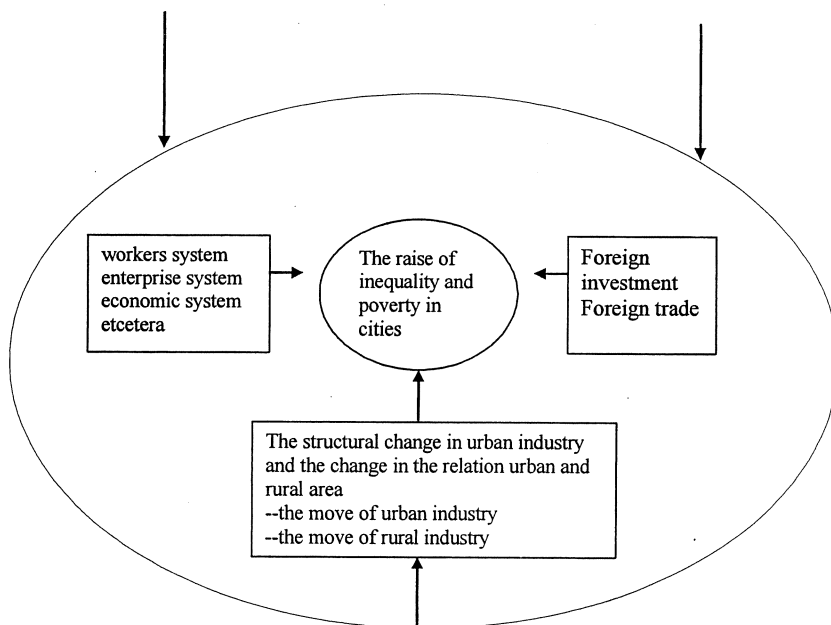 workers system
enterprise system
economic system
etcetera
The raise of
inequality and
poverty in
cities
Foreign
investment
Foreign trade
The structural change in urban industry
and the change in the relation urban and
rural area
--the move of urban industry
--the move of rural industry